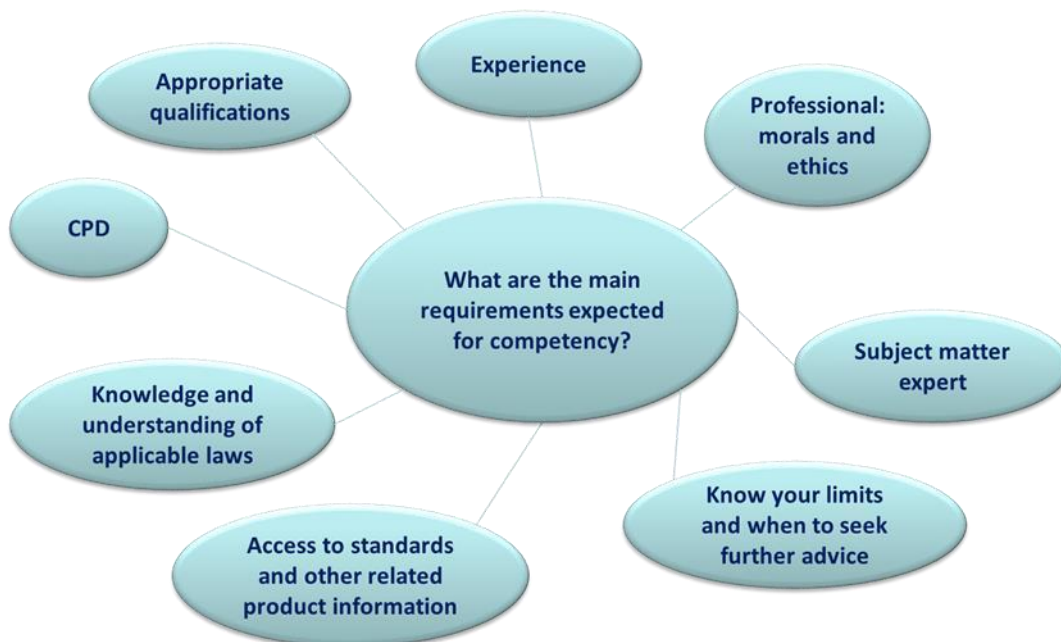 Appropriate
qualifications
Experience
Professional:
morals and
ethics
CPD
What are the main
requirements expected
for competency?
Subject matter
expert
Knowledge and
understanding of
applicable laws
Know your limits
and when to seek
further advice
Access to standards
and other related
product information